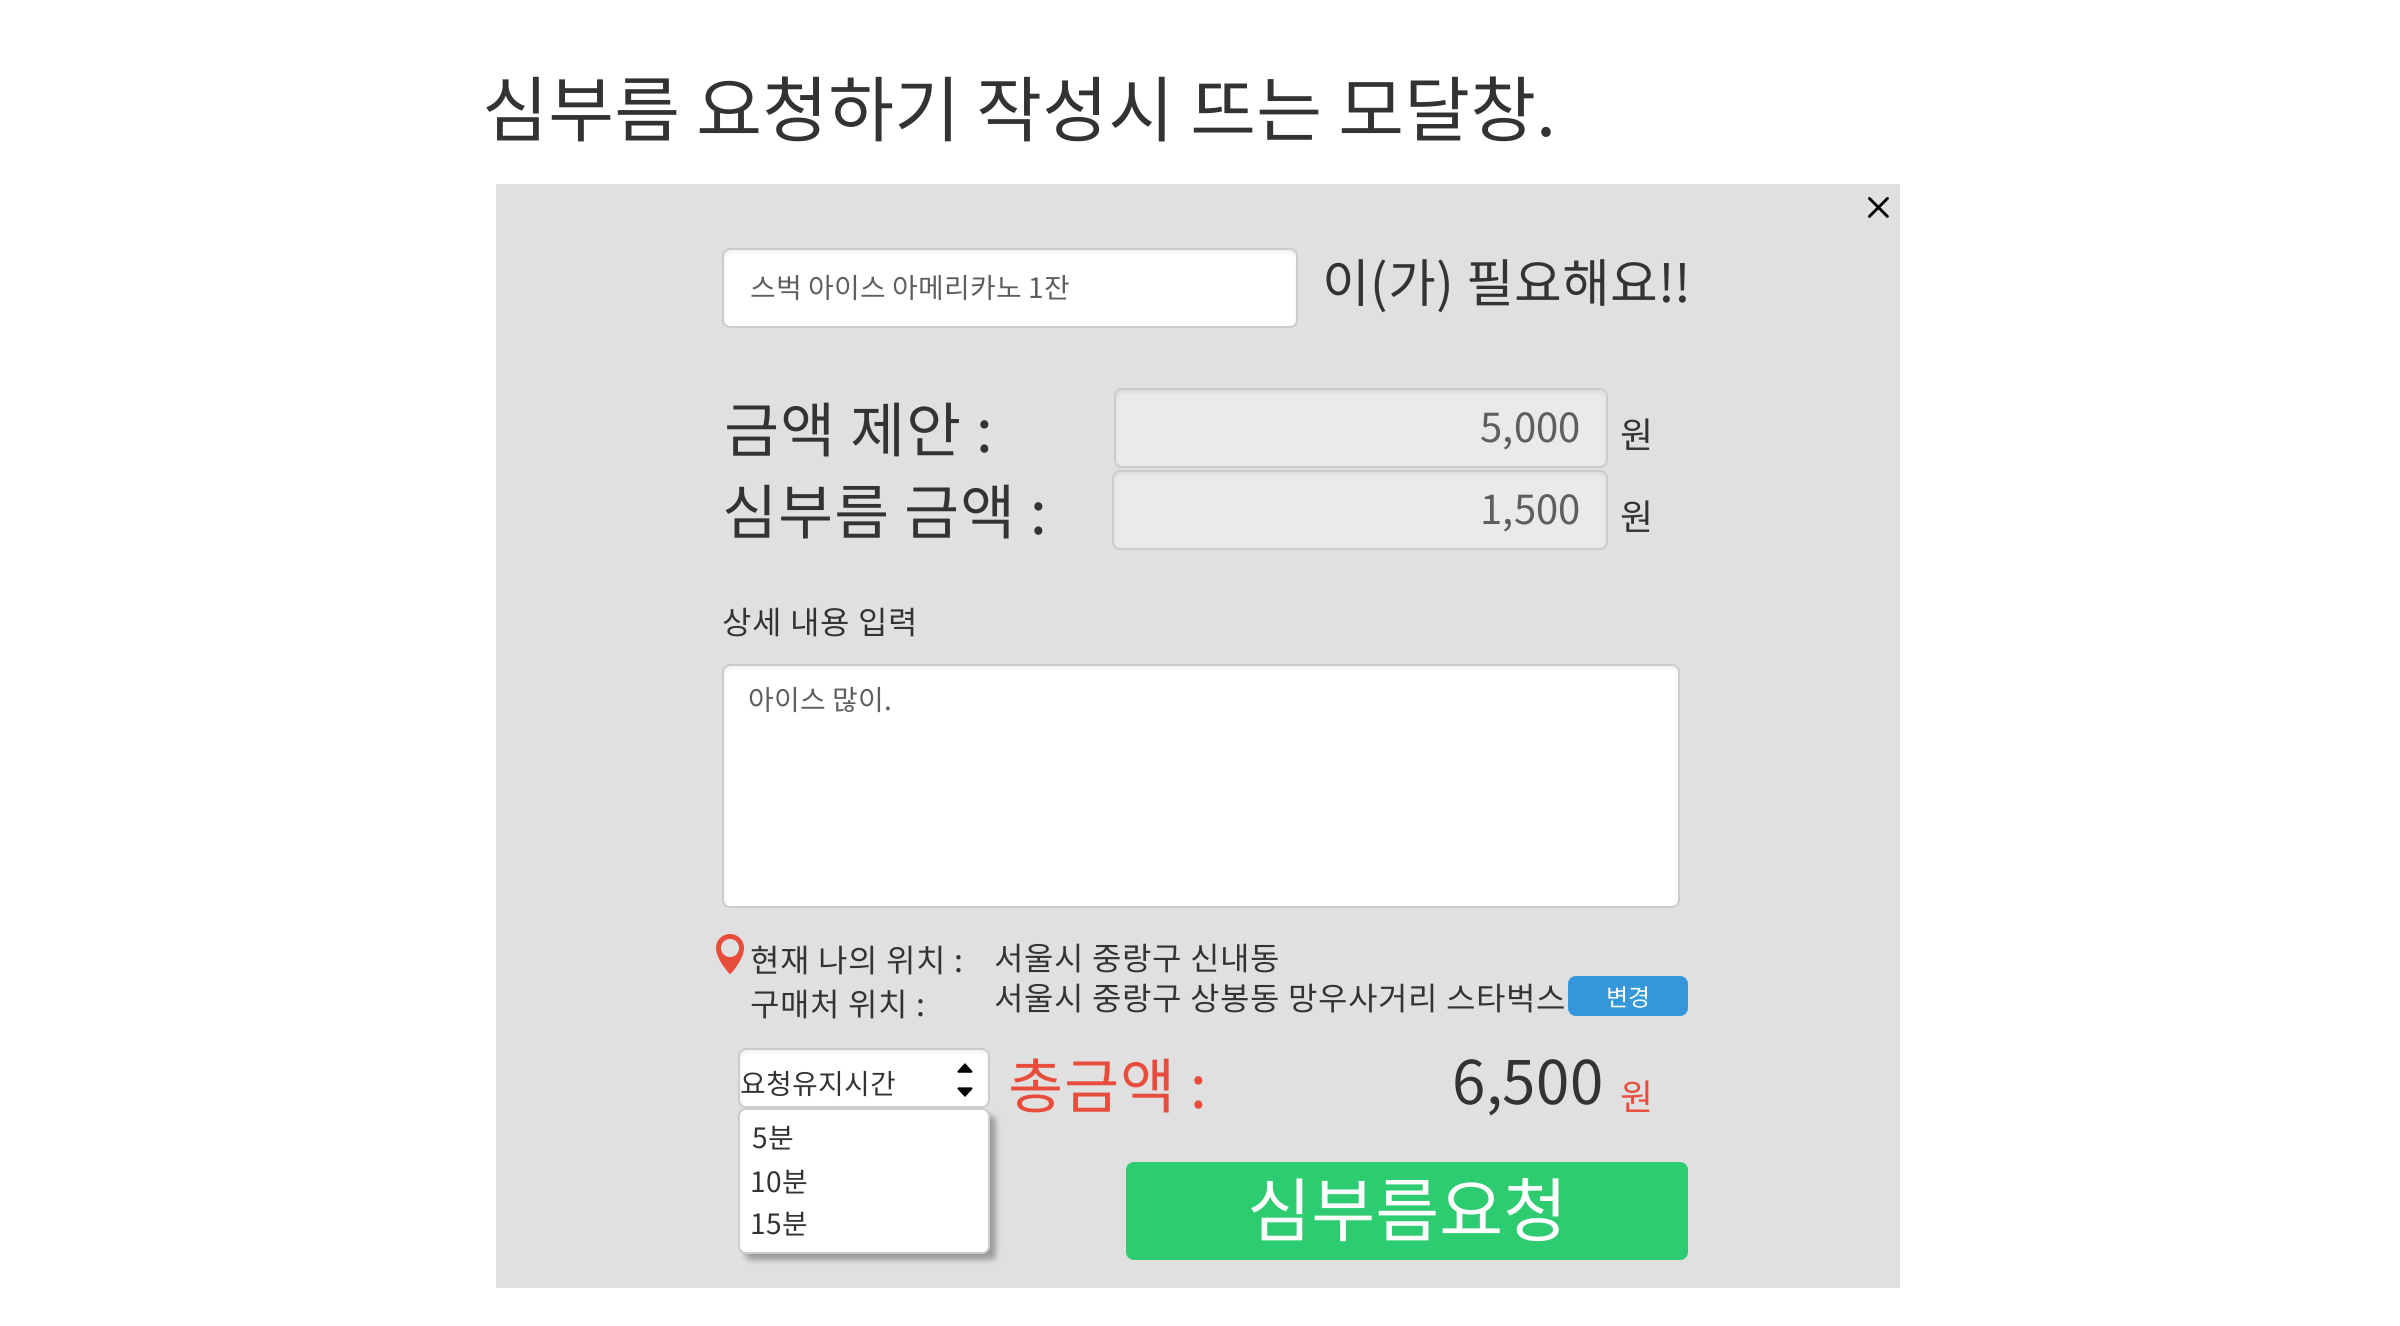 심부름 요청하기 작성시 뜨는 모달창.
스벅 아이스 아메리카노 1잔 이(가) 필요해요!!
금액 제안 : 5,000 원
심부름 금액 : 1,500 원
상세 내용 입력
아이스 많이.
현재 나의 위치 : 서울시 중랑구 신내동
구매처 위치 : 서울시 중랑구 상봉동 망우사거리 스타벅스 변경
요청유지시간 총금액 : 6,500 원
5분
10분
15분
심부름요청